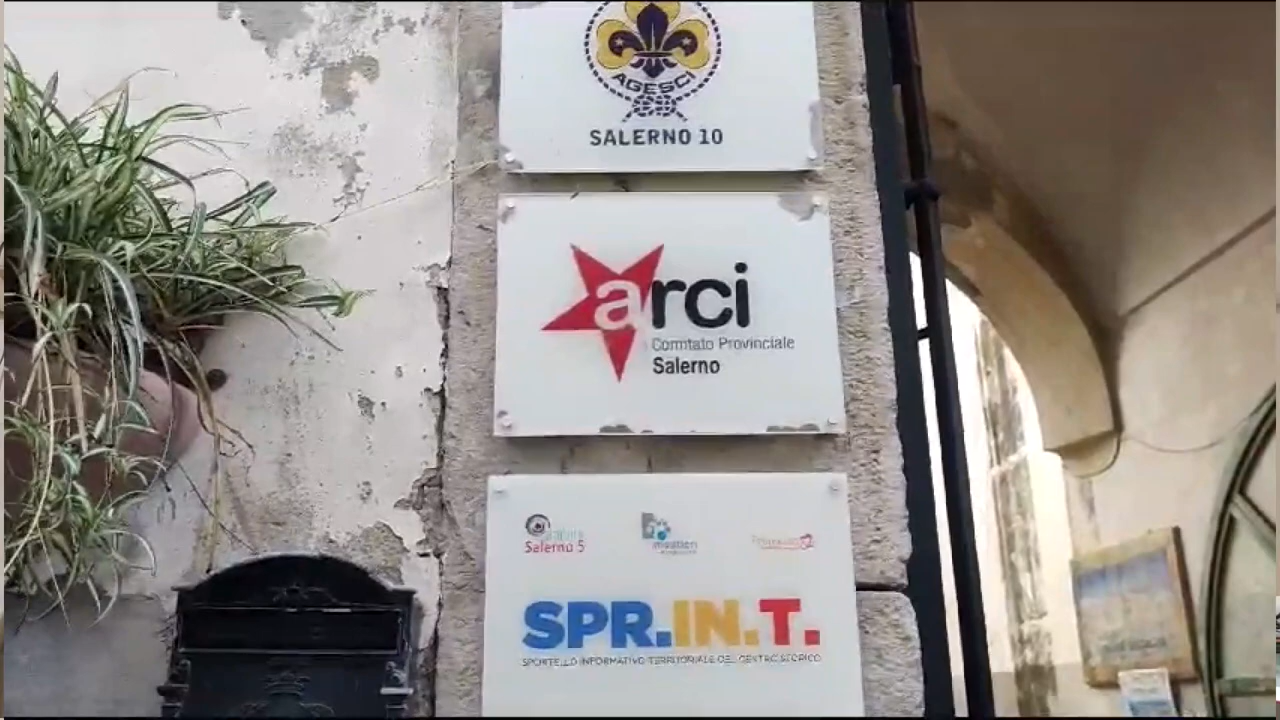 AGESCI
SALERNO 10
arci
Comitato Provinciale
Salerno
Salerno 5
SPR.IN.T.
SPORTELLO INFORMATIVO TERRITORIALE DEL CENTRO STORICO